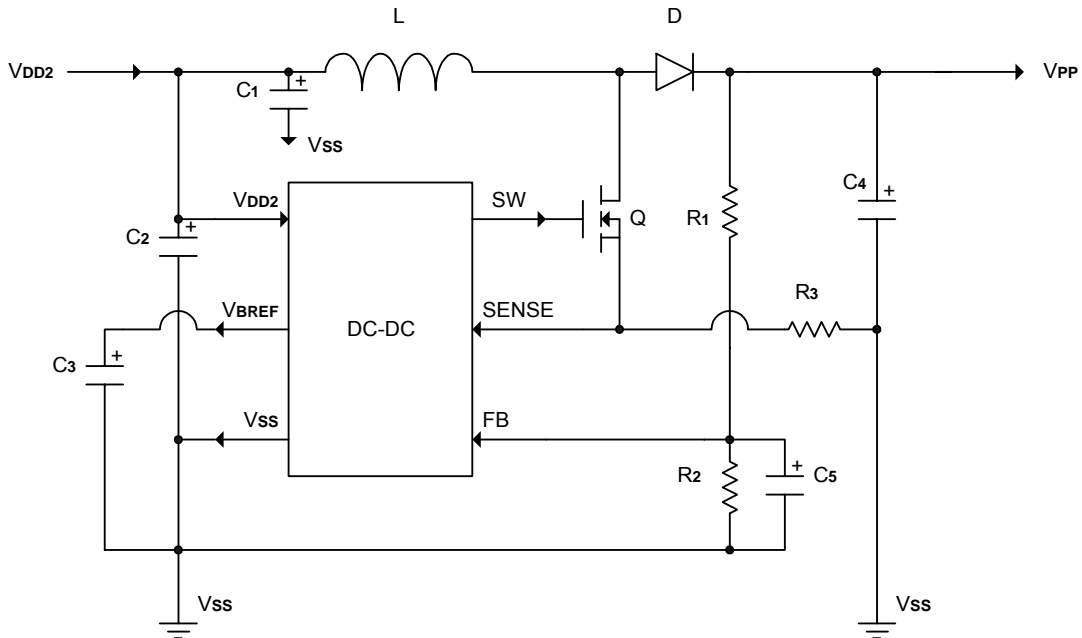 L
D
VDD2
C1
+
VSS
VPP
C4
+
VDD2
SW
C2
+
Q
R1
VBREF
SENSE
R3
DC-DC
C3
+
VSS
FB
R2
+
C5
VSS
VSS